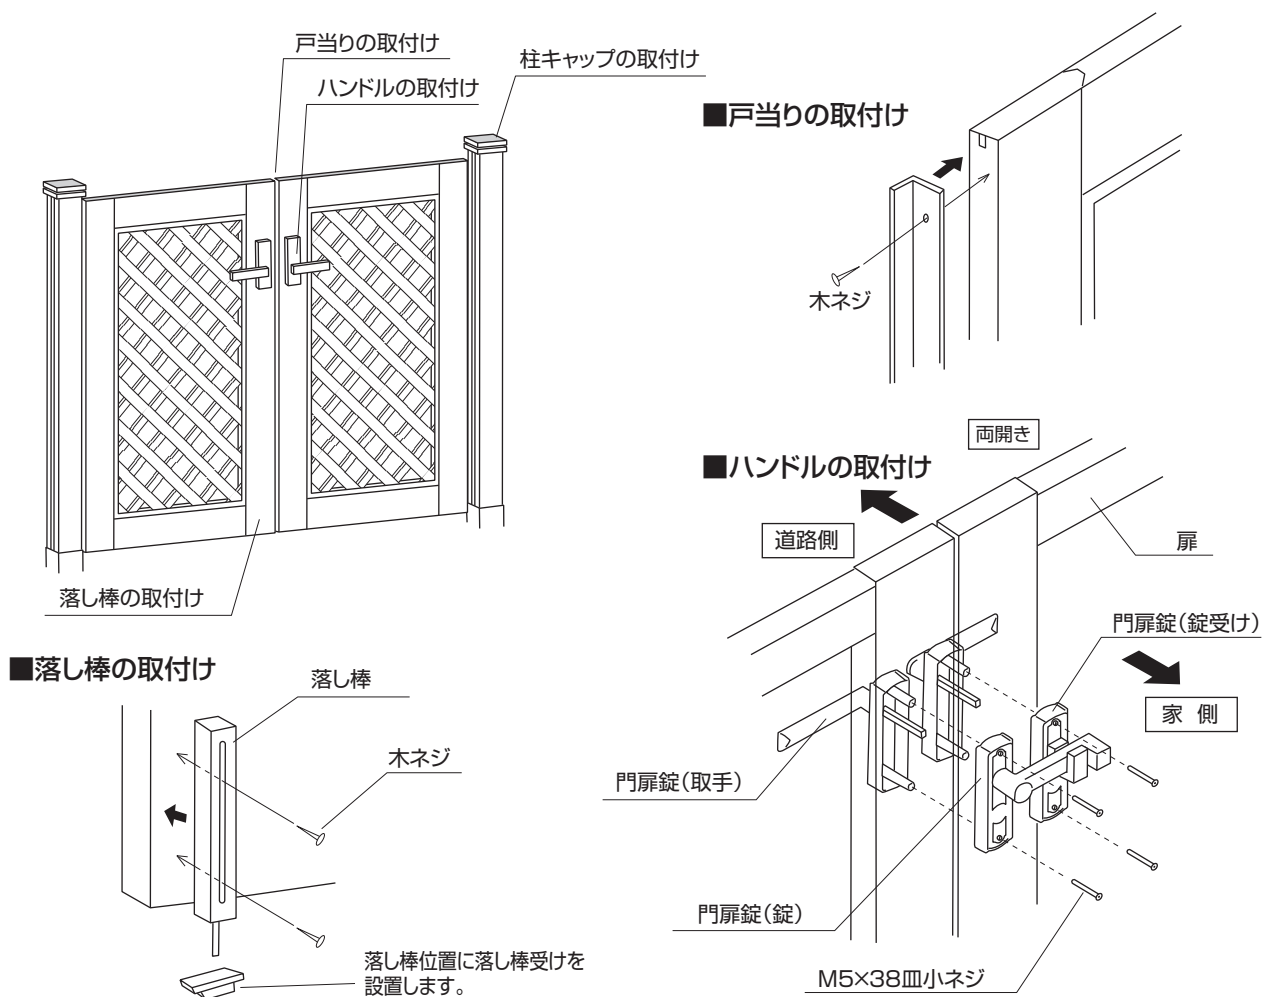 戸当りの取付け
柱キャップの取付け
ハンドルの取付け
落し棒の取付け
■戸当りの取付け
木ネジ
■ハンドルの取付け
両開き
道路側
扉
門扉錠(錠受け)
家 側
門扉錠(取手)
門扉錠(錠)
M5×38皿小ネジ
■落し棒の取付け
落し棒
木ネジ
落し棒位置に落し棒受けを
設置します。